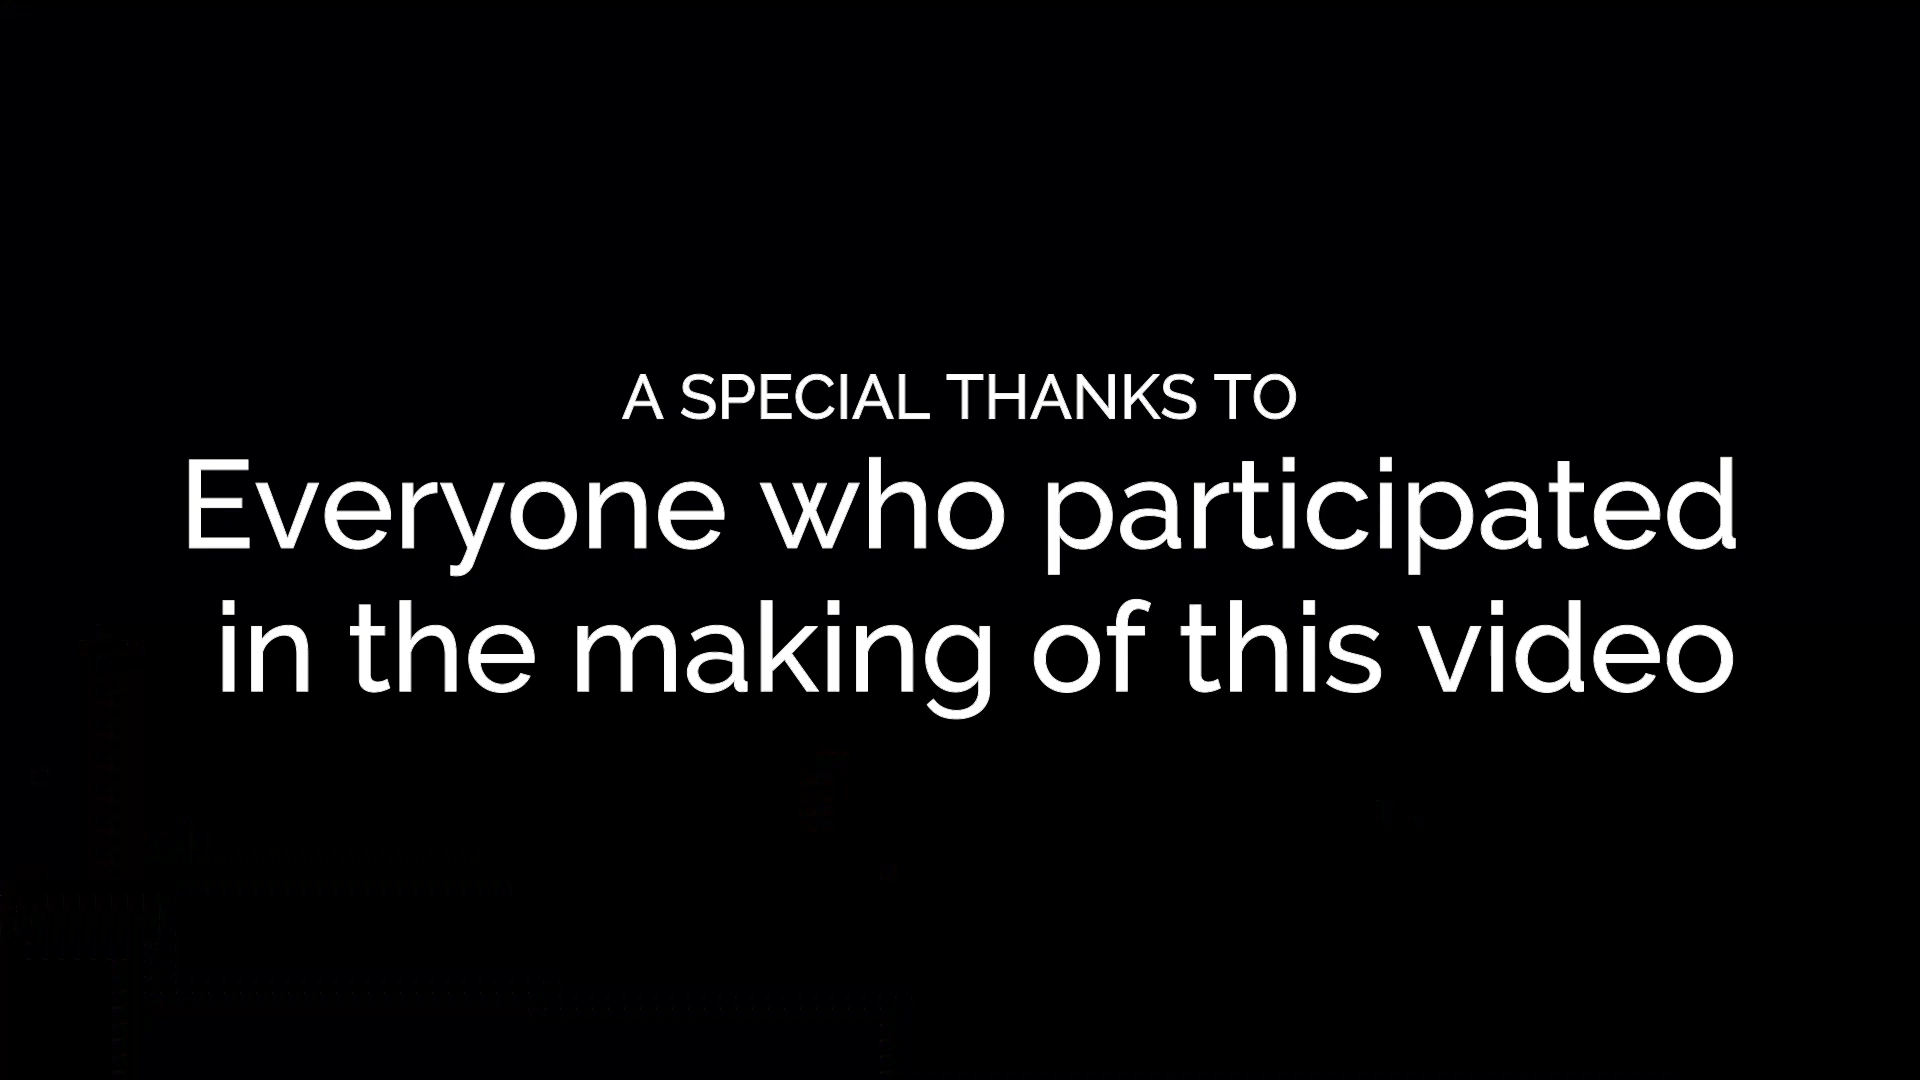 A SPECIAL THANKS TO
Everyone who participated
in the making of this video